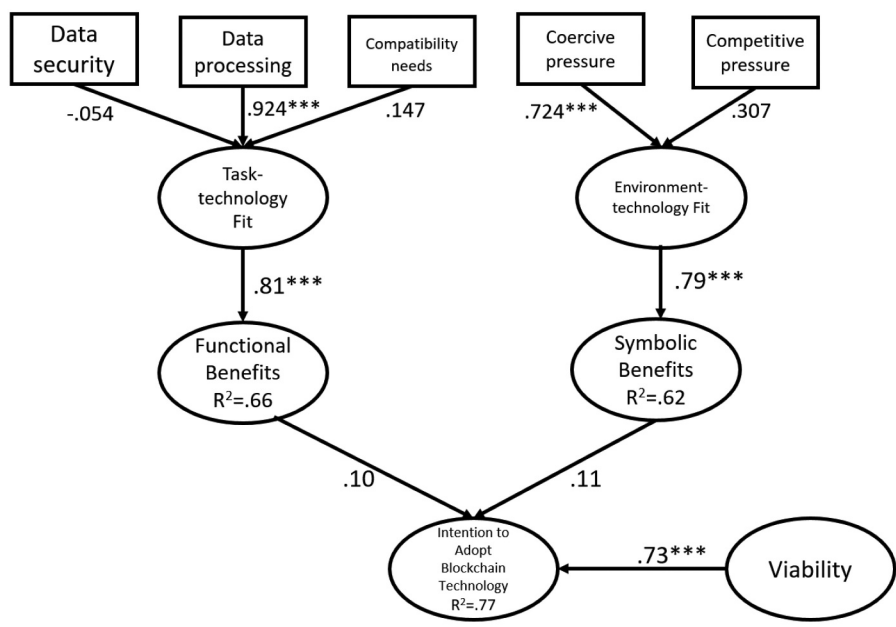 Data
security
Data
processing
Compatibility
needs
Coercive
pressure
Competitive
pressure
-.054
.924***
.147
.724***
.307
Task-
technology
Fit
Environment-
technology Fit
.81***
.79***
Functional
Benefits
R²=.66
Symbolic
Benefits
R²=.62
.10
.11
Intention to
Adopt
Blockchain
Technology
R²=.77
.73***
Viability